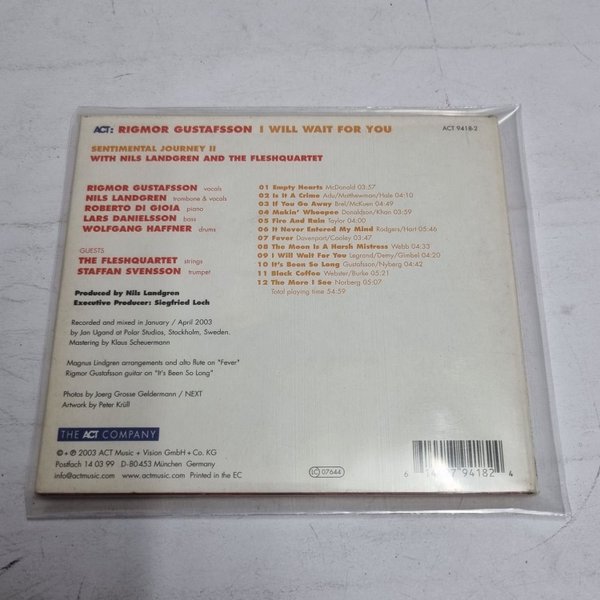 ACT: RIGMOR GUSTAFSSON I WILL WAIT FOR YOU
ACT 9418-2
SENTIMENTAL JOURNEY II
WITH NILS LANDGREN AND THE FLESHQUARTET
RIGMOR GUSTAFSSON vocals
NILS LANDGREN trombone & vocals
ROBERTO DI GIOIA piano
LARS DANIELSSON bass
WOLFGANG HAFFNER drums
GUESTS
THE FLESHQUARTET strings
STAFFAN SVENSSON trumpet
Produced by Nils Landgren
Executive Producer: Siegfried Loch
Recorded and mixed in January / April 2003
by Jan Ugand at Polar Studios, Stockholm, Sweden.
Mastering by Klaus Scheuermann
Magnus Lindgren arrangements and alto flute on "Fever"
Rigmor Gustafsson guitar on "It's Been So Long"
Photos by Joerg Grosse Geldermann / NEXT
Artwork by Peter Krüll
01 Empty Hearts McDonald 03:57
02 Is It A Crime Adu/Matthewman/Hale 04:10
03 If You Go Away Brel/McKuen 04:49
04 Makin' Whoopee Donaldson/Khan 03:59
05 Fire And Rain Taylor 04:00
06 It Never Entered My Mind Rodgers/Hart 05:46
07 Fever Davenport/Cooley 03:47
08 The Moon Is A Harsh Mistress Webb 04:33
09 I Will Wait For You Legrand/Demy/Gimbel 04:20
10 It's Been So Long Gustafsson/Nyberg 04:42
11 Black Coffee Webster/Burke 05:21
12 The More I See Norberg 05:07
Total playing time : 54:59
THE ACT COMPANY
© + ℗ 2003 ACT Music + Vision GmbH + Co. KG
Postfach 14 03 99 D-80453 München Germany
info@actmusic.com www.actmusic.com Printed in the EC
LC 07644
94182 4